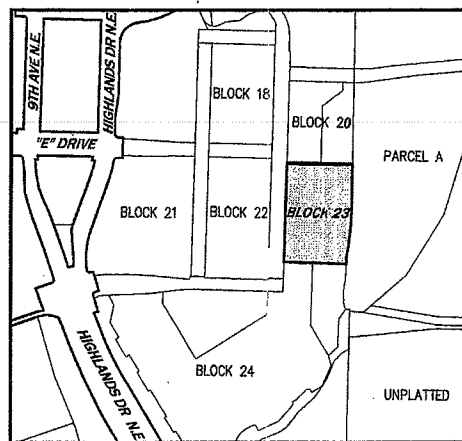 9TH AVE N.E.
HIGHLANDS DR N.E.
BLOCK 18
BLOCK 20
"E" DRIVE
PARCEL A
BLOCK 21
BLOCK 22
BLOCK 23
HIGHLANDS DR N.E.
BLOCK 24
UNPLATTED